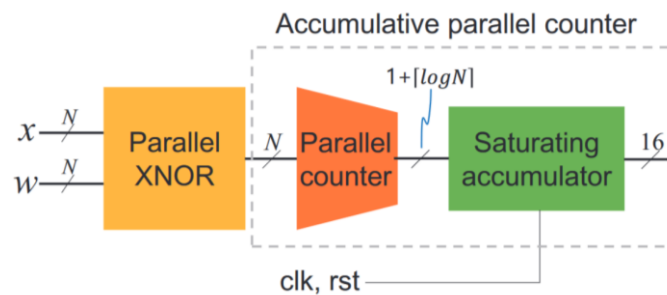 Accumulative parallel counter
1+⌈logN⌉
N
x
N
w
Parallel
XNOR
N
Parallel
counter
Saturating
accumulator
16
clk, rst